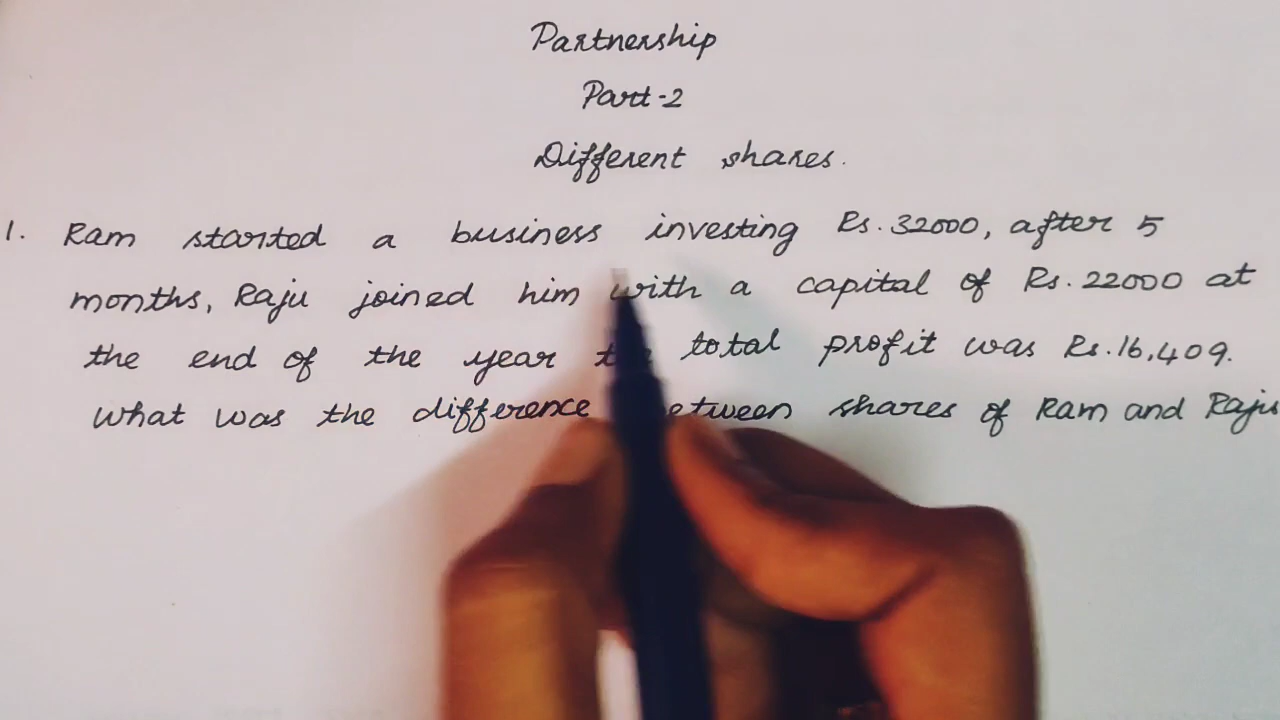 Partnership
Part-2
Different shares.
1. Ram started a business investing Rs. 32000, after 5
months, Raju joined him with a capital of Rs. 22000 at
the end of the year total profit was Rs. 16,409.
What was the difference between shares of Ram and Raju